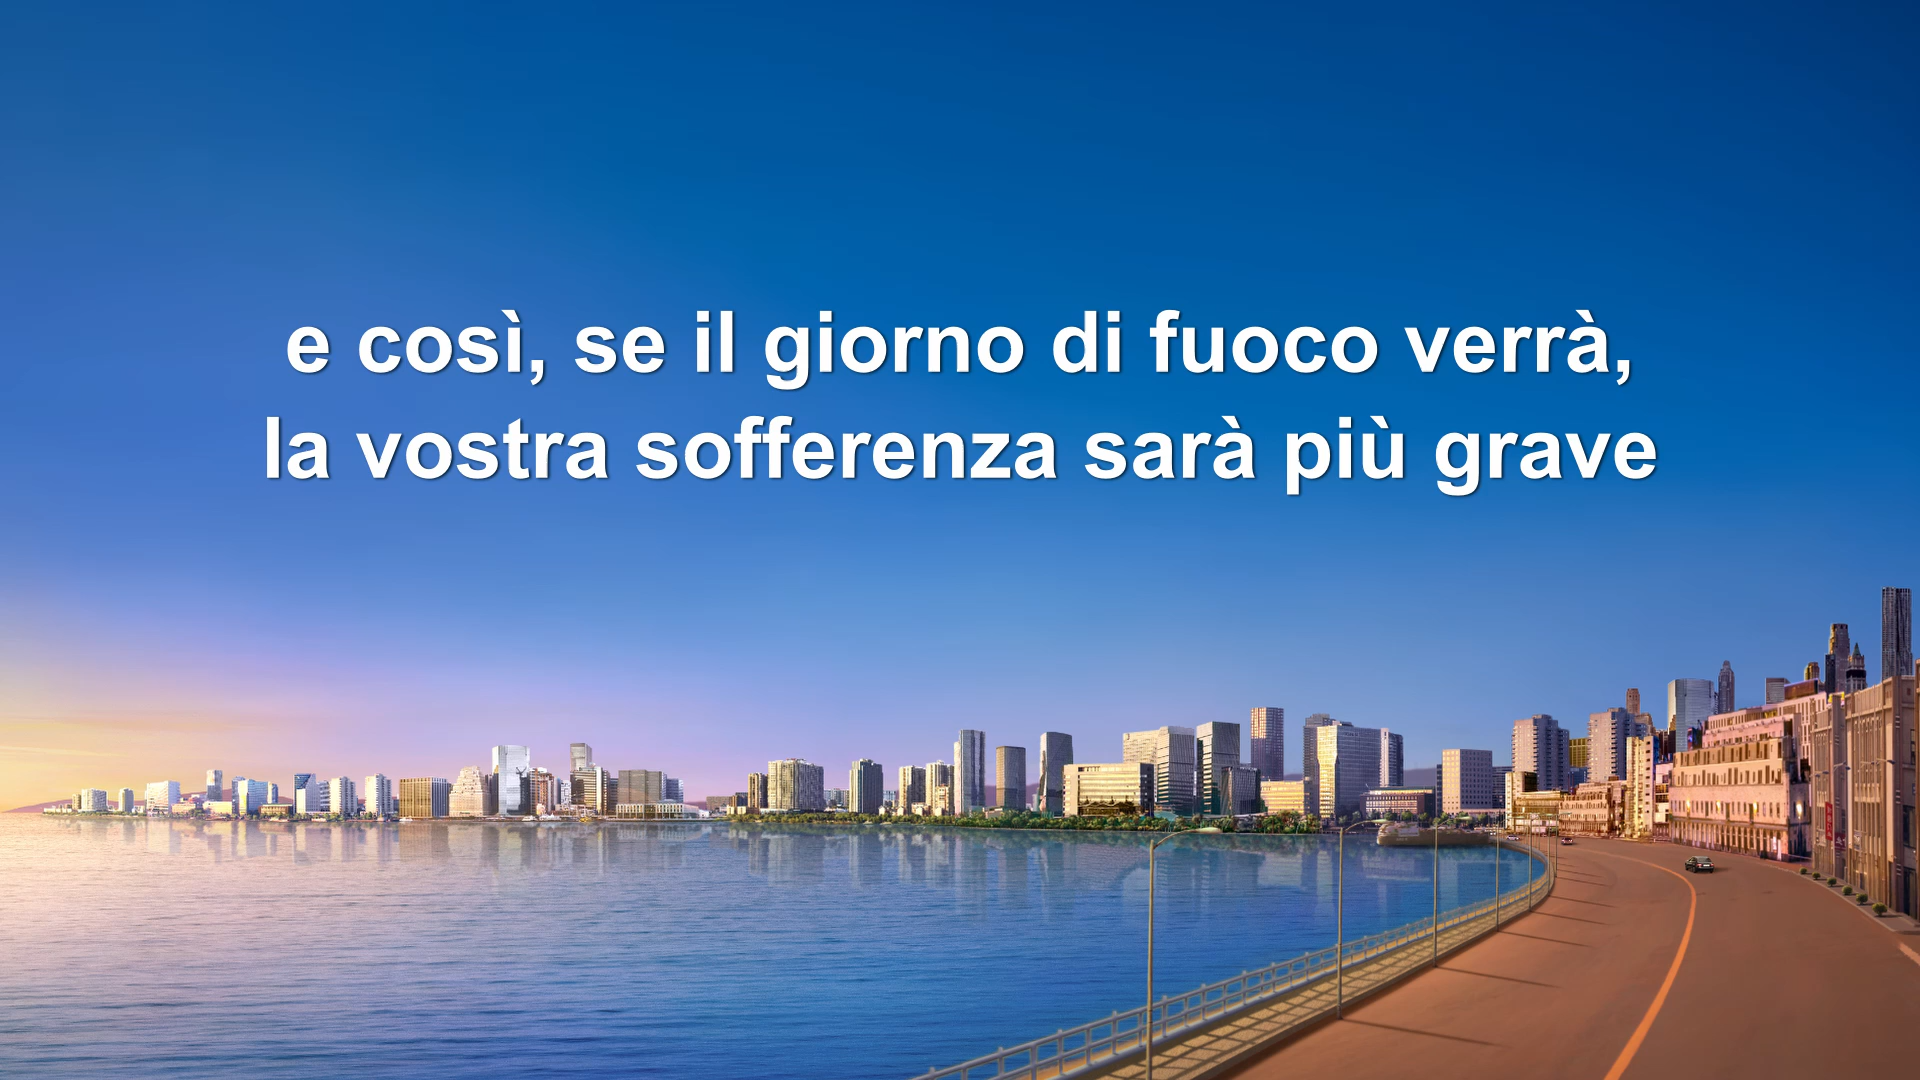 e così, se il giorno di fuoco verrà,
la vostra sofferenza sarà più grave